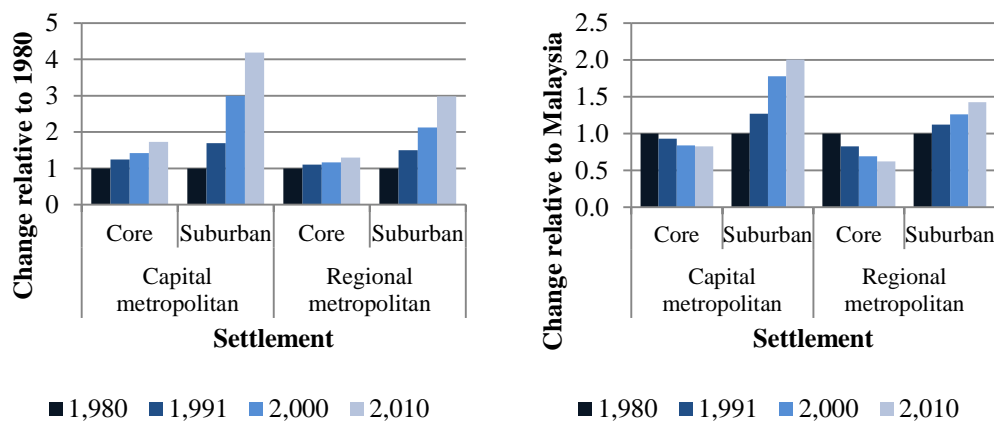 Change relative to 1980
5
4
3
2
1
0
Core Suburban Core Suburban
Capital metropolitan
Regional metropolitan
Settlement
1,980 1,991 2,000 2,010
Change relative to Malaysia
2.5
2.0
1.5
1.0
0.5
0.0
Core Suburban Core Suburban
Capital metropolitan
Regional metropolitan
Settlement
1,980 1,991 2,000 2,010